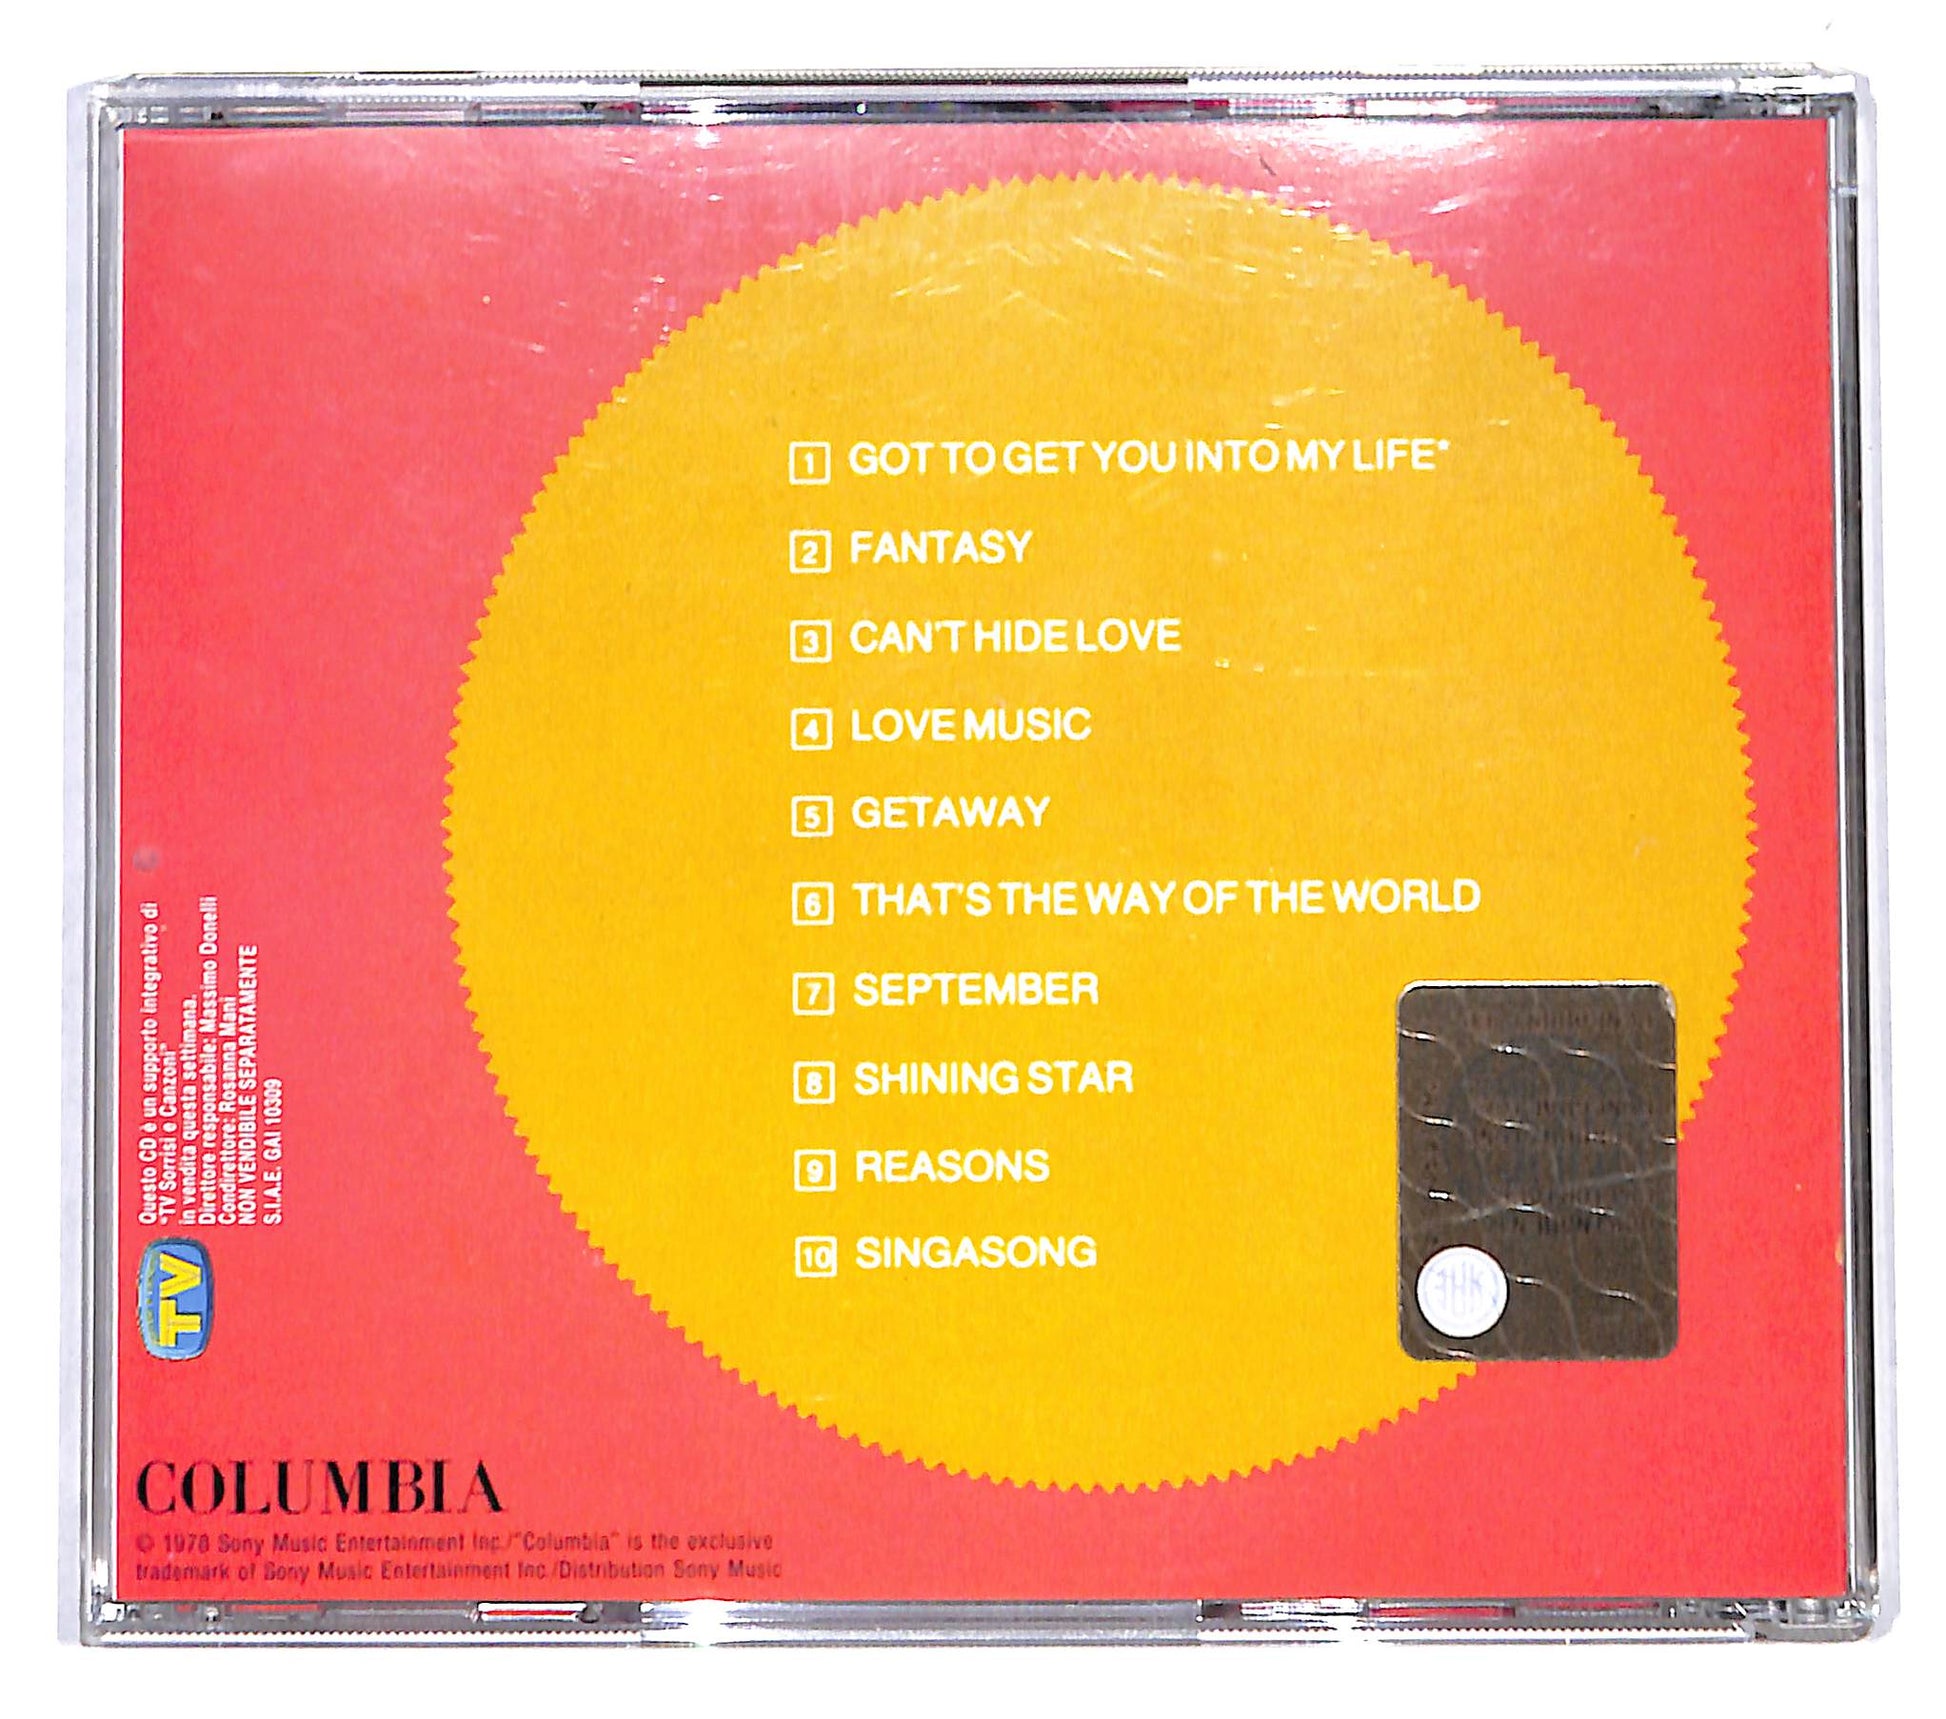 1 GOT TO GET YOU INTO MY LIFE*
2 FANTASY
3 CAN'T HIDE LOVE
4 LOVE MUSIC
5 GETAWAY
6 THAT'S THE WAY OF THE WORLD
7 SEPTEMBER
8 SHINING STAR
9 REASONS
10 SINGASONG
Questo CD è un supporto integrativo di
"TV Sorrisi e Canzoni"
in vendita questa settimana.
Direttore responsabile: Massimo Donelli
Condirettore: Rosanna Mani
NON VENDIBILE SEPARATAMENTE
S.I.A.E. GAI 10309
TV
COLUMBIA
© 1978 Sony Music Entertainment Inc./"Columbia" is the exclusive
trademark of Sony Music Entertainment Inc./Distribution Sony Music